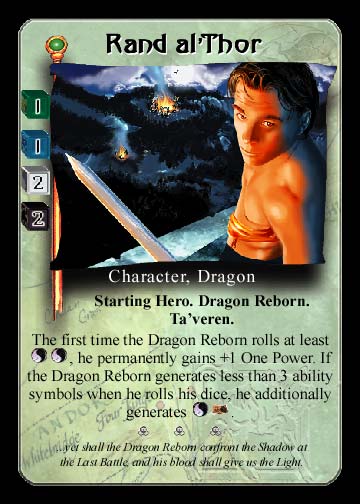 Rand al'Thor
1
1
2
2
Character, Dragon
Starting Hero. Dragon Reborn.
Ta'veren.
The first time the Dragon Reborn rolls at least
, he permanently gains +1 One Power. If
the Dragon Reborn generates less than 3 ability
symbols when he rolls his dice, he additionally
generates
ANDOR
Whitebridge
...yet shall the Dragon Reborn confront the Shadow at
the Last Battle, and his blood shall give us the Light.